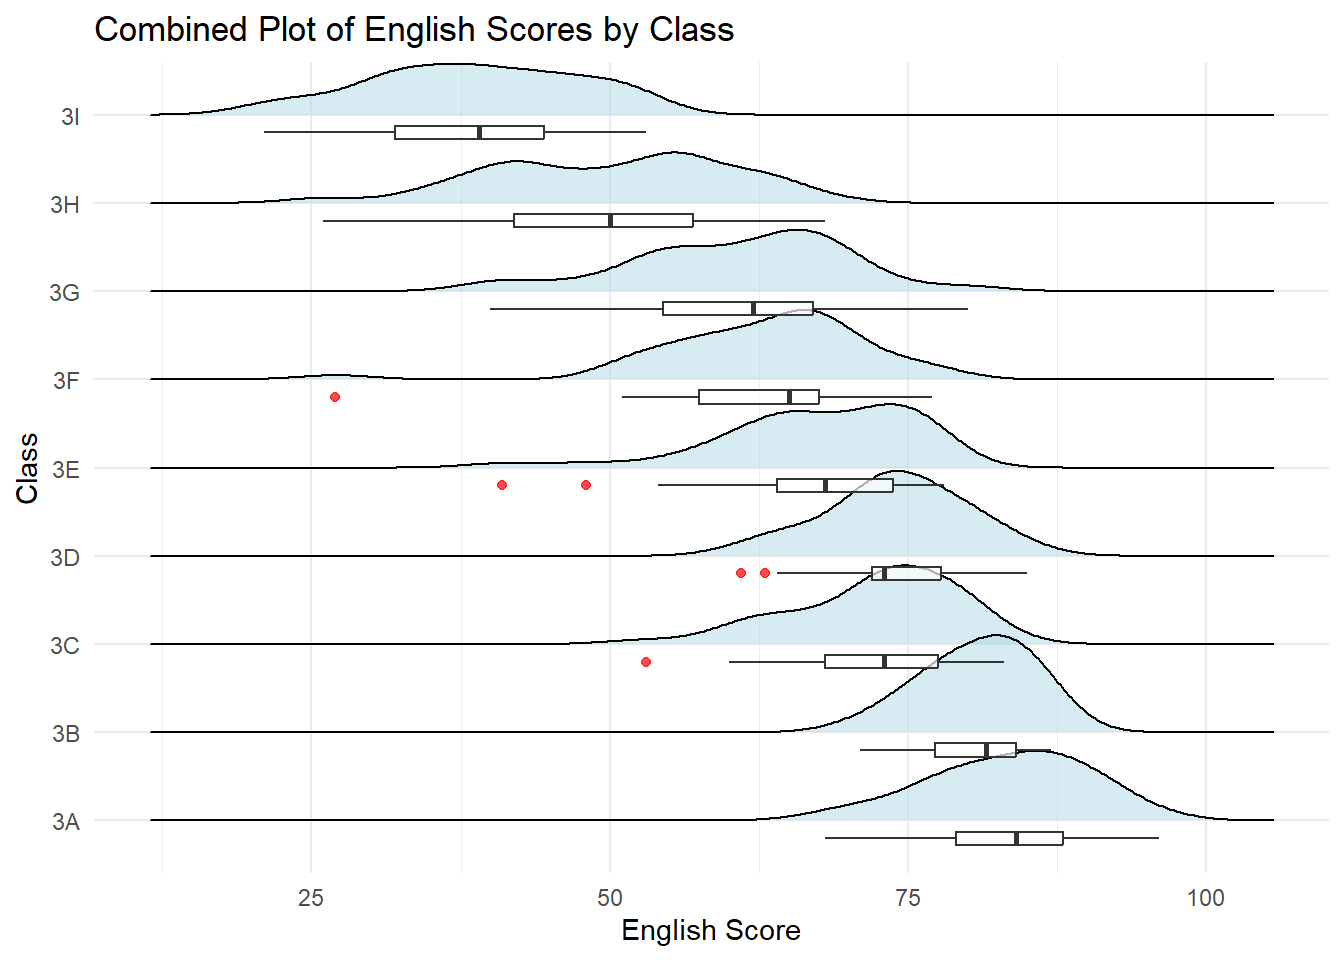 Combined Plot of English Scores by Class
3I
3H
3G
3F
3E
3D
3C
3B
3A
Class
25 50 75 100
English Score